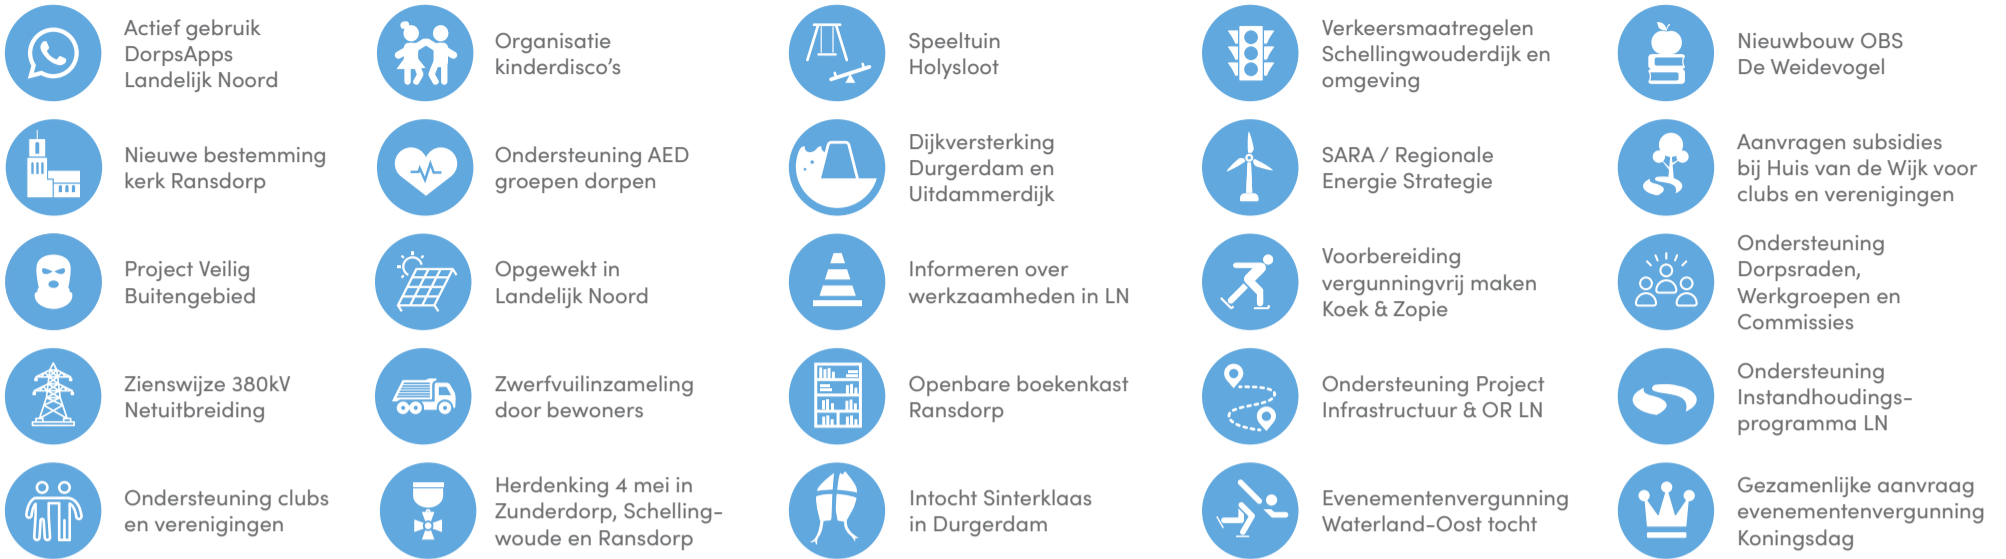 Actief gebruik
DorpsApps
Landelijk Noord
Organisatie
kinderdisco's
Speeltuin
Holysloot
Verkeersmaatregelen
Schellingwouderdijk en
omgeving
Nieuwbouw OBS
De Weidevogel
Nieuwe bestemming
kerk Ransdorp
Ondersteuning AED
groepen dorpen
Dijkversterking
Durgerdam en
Uitdammerdijk
SARA / Regionale
Energie Strategie
Aanvragen subsidies
bij Huis van de Wijk voor
clubs en verenigingen
Project Veilig
Buitengebied
Opgewekt in
Landelijk Noord
Informeren over
werkzaamheden in LN
Voorbereiding
vergunningvrij maken
Koek & Zopie
Ondersteuning
Dorpsraden,
Werkgroepen en
Commissies
Zienswijze 380kV
Netuitbreiding
Zwerfvuilinzameling
door bewoners
Openbare boekenkast
Ransdorp
Ondersteuning Project
Infrastructuur & OR LN
Ondersteuning
Instandhoudings-
programma LN
Ondersteuning clubs
en verenigingen
Herdenking 4 mei in
Zunderdorp, Schelling-
woude en Ransdorp
Intocht Sinterklaas
in Durgerdam
Evenementenvergunning
Waterland-Oost tocht
Gezamenlijke aanvraag
evenementenvergunning
Koningsdag